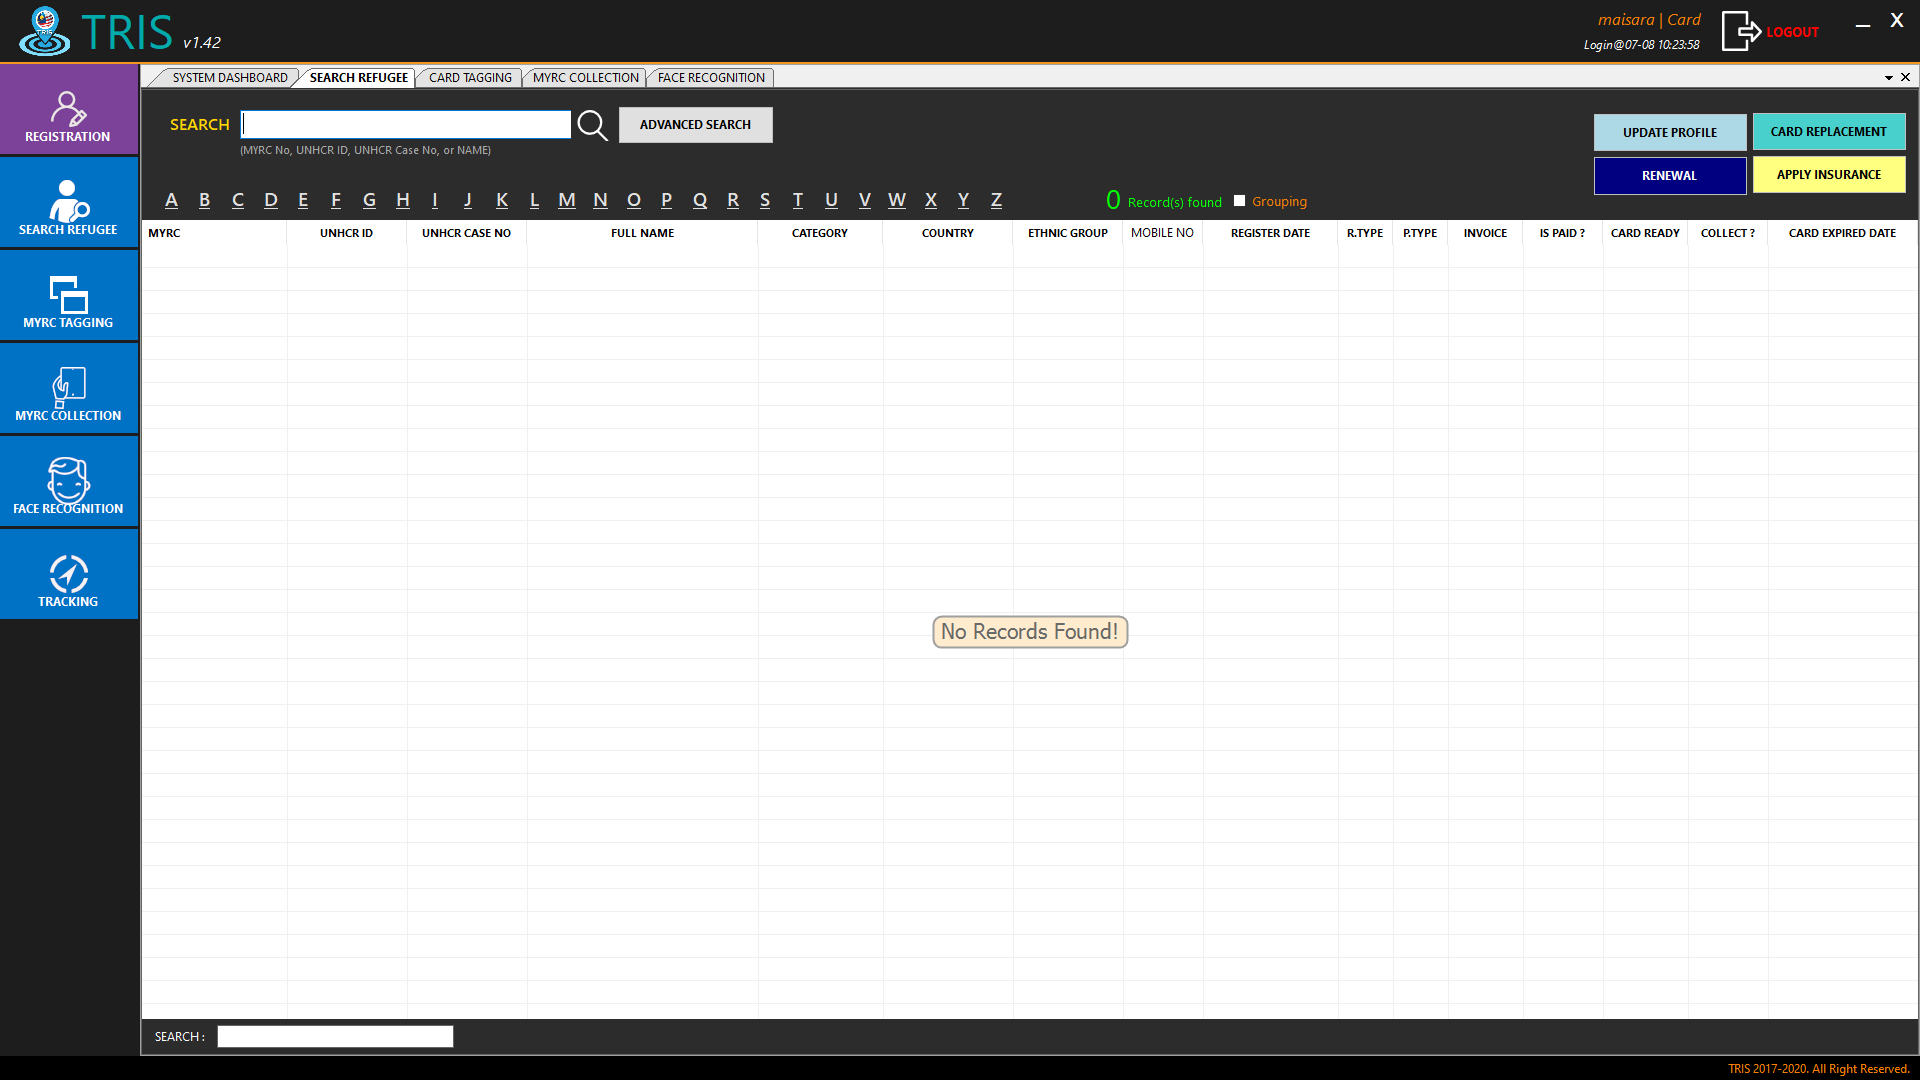 TRIS v1.42
maisara | Card
Login@07-08 10:23:58
LOGOUT
X
REGISTRATION
SEARCH REFUGEE
MYRC TAGGING
MYRC COLLECTION
FACE RECOGNITION
TRACKING
SYSTEM DASHBOARD SEARCH REFUGEE CARD TAGGING MYRC COLLECTION FACE RECOGNITION
SEARCH ADVANCED SEARCH
(MYRC No, UNHCR ID, UNHCR Case No, or NAME)
UPDATE PROFILE CARD REPLACEMENT
RENEWAL APPLY INSURANCE
A B C D E F G H I J K L M N O P Q R S T U V W X Y Z
0 Record(s) found Grouping
MYRC UNHCR ID UNHCR CASE NO FULL NAME CATEGORY COUNTRY ETHNIC GROUP MOBILE NO REGISTER DATE R.TYPE P.TYPE INVOICE IS PAID ? CARD READY COLLECT ? CARD EXPIRED DATE
No Records Found!
SEARCH :
TRIS 2017-2020. All Right Reserved.